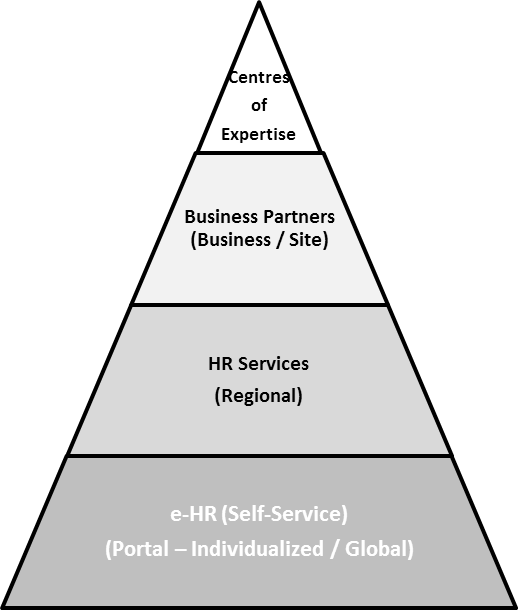 Centres
of
Expertise
Business Partners
(Business / Site)
HR Services
(Regional)
e-HR (Self-Service)
(Portal – Individualized / Global)